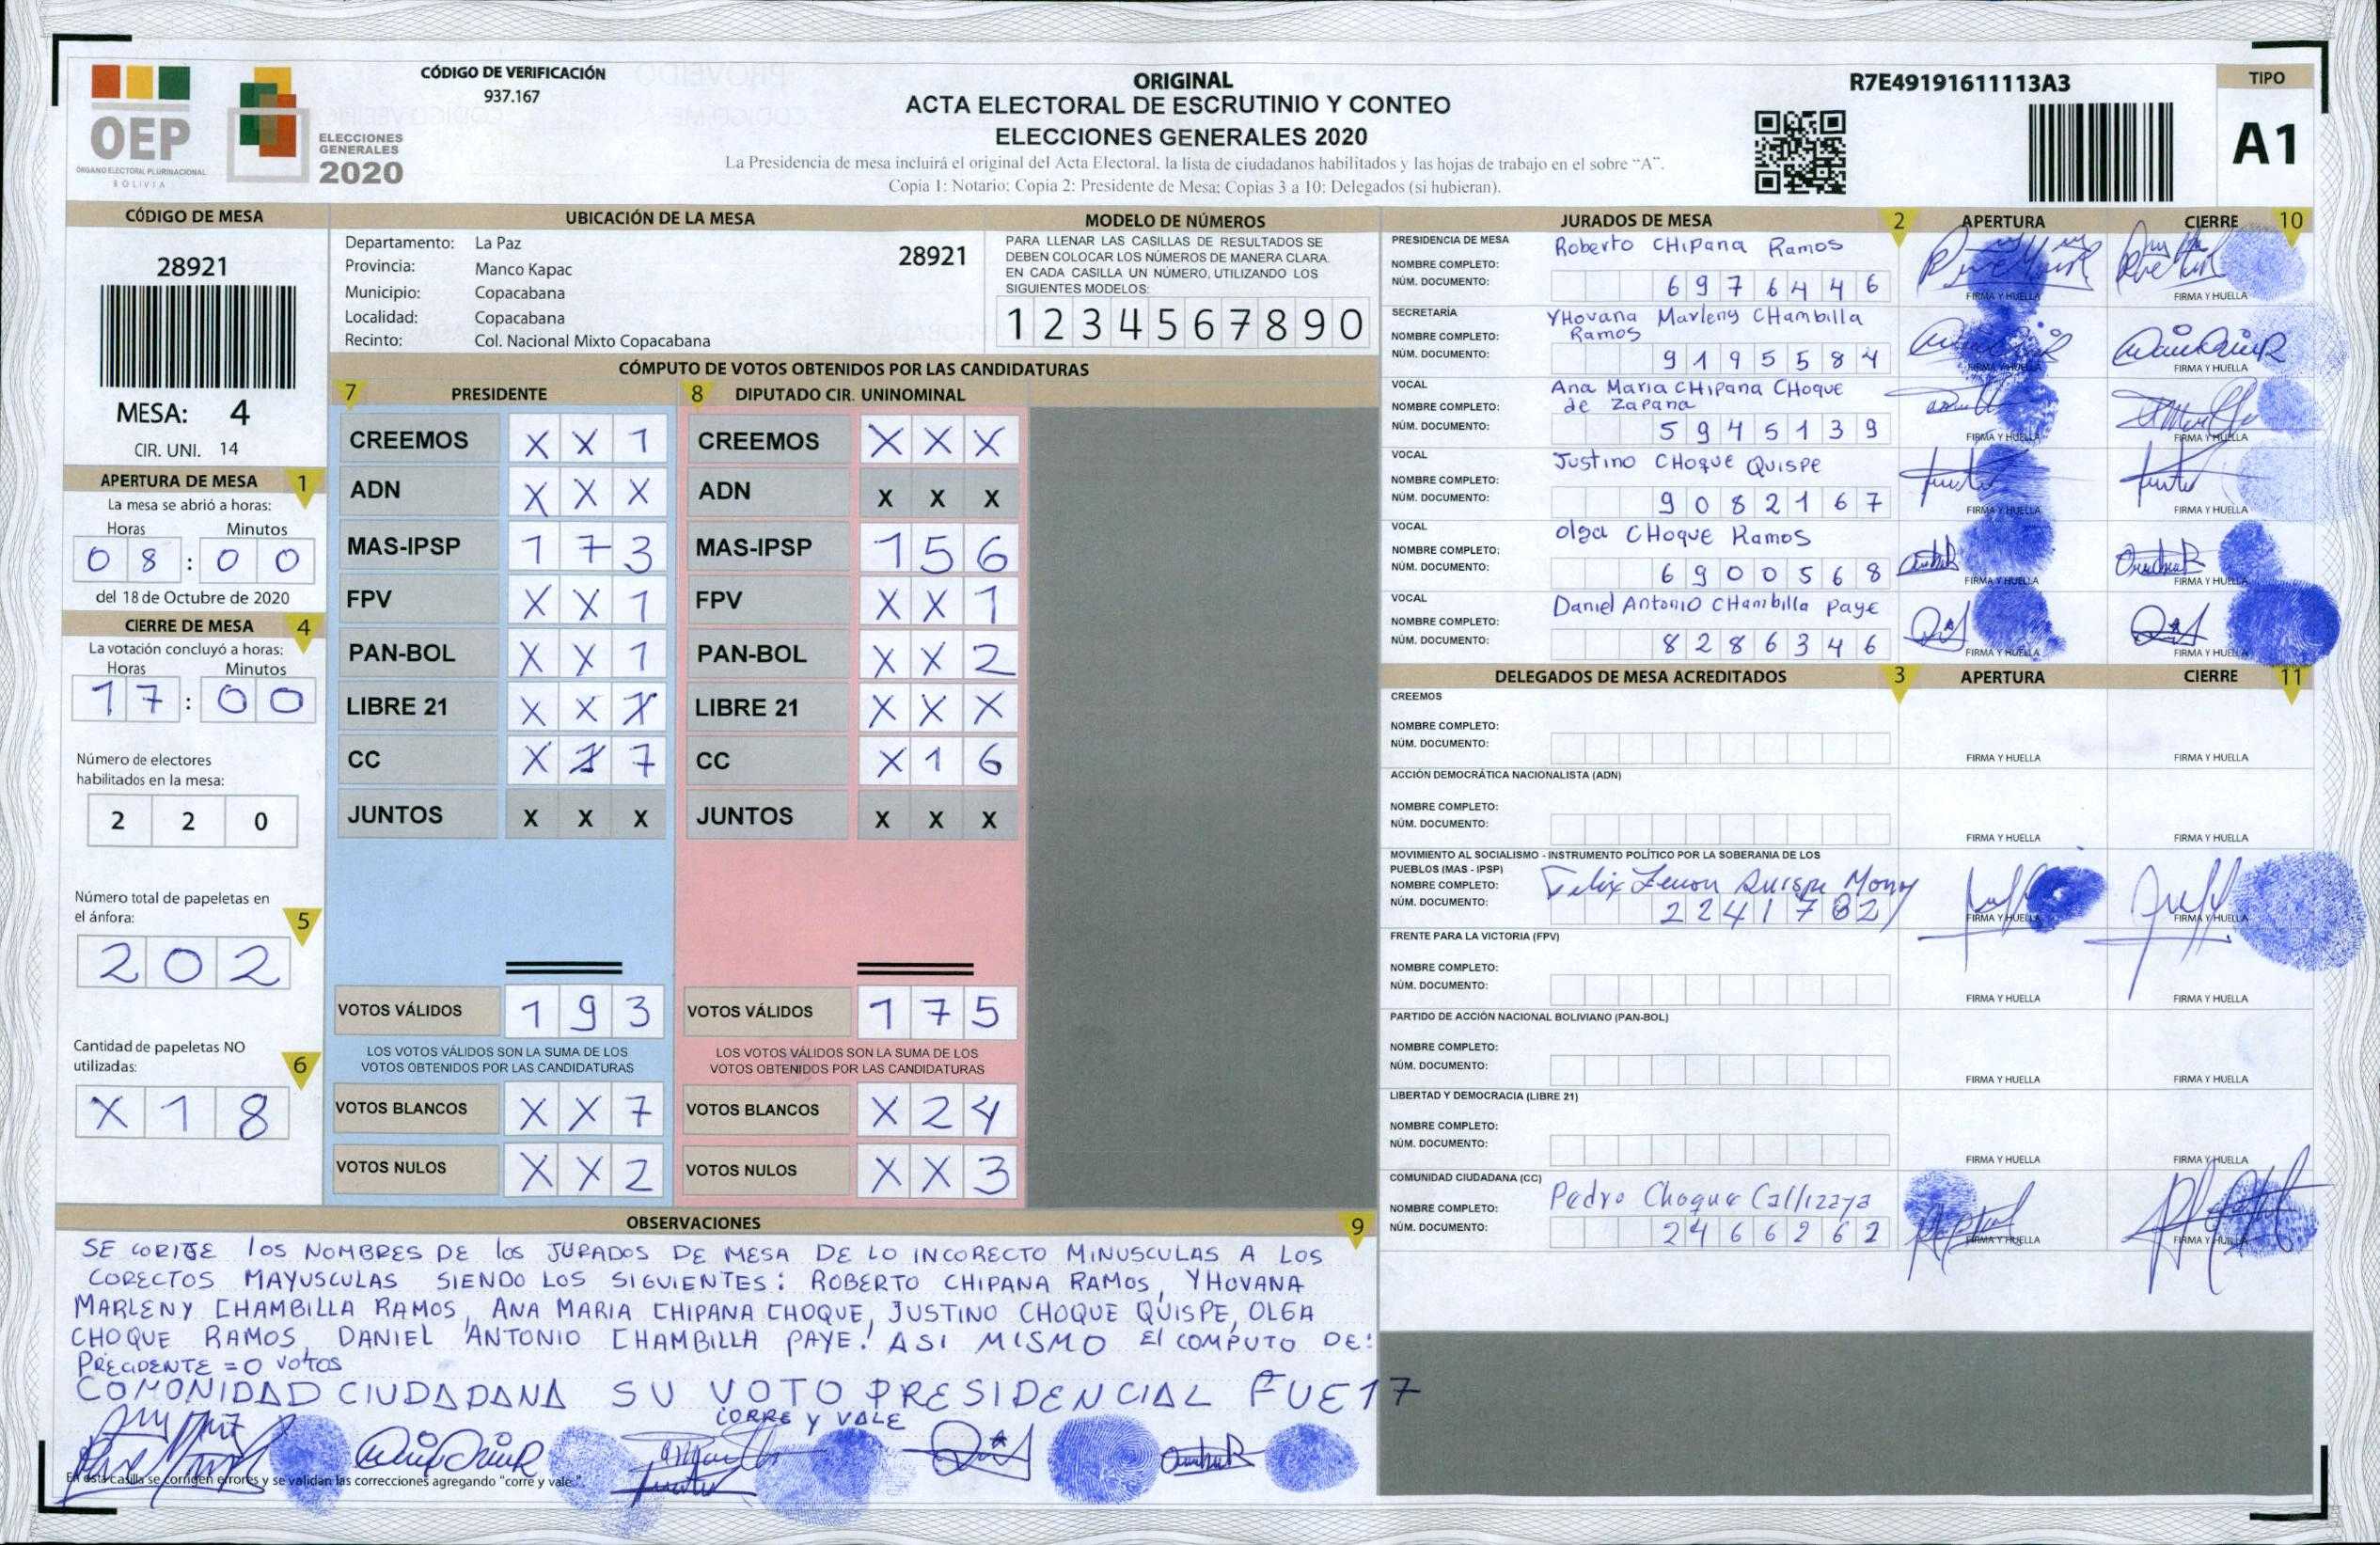 CÓDIGO DE VERIFICACIÓN
937.167
OEP
ÓRGANO ELECTORAL PLURINACIONAL
BOLIVIA
ELECCIONES
GENERALES
2020
ORIGINAL
ACTA ELECTORAL DE ESCRUTINIO Y CONTEO
ELECCIONES GENERALES 2020
La Presidencia de mesa incluirá el original del Acta Electoral, la lista de ciudadanos habilitados y las hojas de trabajo en el sobre "A".
Copia 1: Notario; Copia 2: Presidente de Mesa; Copias 3 a 10: Delegados (si hubieran).
R7E49191611113A3
TIPO
A1
CÓDIGO DE MESA
28921
MESA: 4
CIR. UNI. 14
APERTURA DE MESA 1
La mesa se abrió a horas:
Horas Minutos
0 8 : 0 0
del 18 de Octubre de 2020
CIERRE DE MESA 4
La votación concluyó a horas:
Horas Minutos
1 7 : 0 0
Número de electores
habilitados en la mesa:
2 2 0
Número total de papeletas en
el ánfora: 5
2 0 2
Cantidad de papeletas NO
utilizadas: 6
X 1 8
UBICACIÓN DE LA MESA
Departamento: La Paz 28921
Provincia: Manco Kapac
Municipio: Copacabana
Localidad: Copacabana
Recinto: Col. Nacional Mixto Copacabana
MODELO DE NÚMEROS
PARA LLENAR LAS CASILLAS DE RESULTADOS SE
DEBEN COLOCAR LOS NÚMEROS DE MANERA CLARA.
EN CADA CASILLA UN NÚMERO, UTILIZANDO LOS
SIGUIENTES MODELOS:
1 2 3 4 5 6 7 8 9 0
CÓMPUTO DE VOTOS OBTENIDOS POR LAS CANDIDATURAS
7 PRESIDENTE 8 DIPUTADO CIR. UNINOMINAL
CREEMOS X X 1 CREEMOS X X X
ADN X X X ADN X X X
MAS-IPSP 1 7 3 MAS-IPSP 1 5 6
FPV X X 1 FPV X X 1
PAN-BOL X X 1 PAN-BOL X X 2
LIBRE 21 X X LIBRE 21 X X X
CC X 1 7 CC X 1 6
JUNTOS X X X JUNTOS X X X
VOTOS VÁLIDOS 1 9 3 VOTOS VÁLIDOS 1 7 5
LOS VOTOS VÁLIDOS SON LA SUMA DE LOS LOS VOTOS VÁLIDOS SON LA SUMA DE LOS
VOTOS OBTENIDOS POR LAS CANDIDATURAS VOTOS OBTENIDOS POR LAS CANDIDATURAS
VOTOS BLANCOS X X 7 VOTOS BLANCOS X 2 4
VOTOS NULOS X X 2 VOTOS NULOS X X 3
OBSERVACIONES 9
SE CORIGE los NOMBRES DE los JURADOS DE MESA DE LO INCORECTO MINUSCULAS A LOS
CORECTOS MAYUSCULAS SIENDO LOS SIGUIENTES: ROBERTO CHIPANA RAMOS, YHOVANA
MARLENY CHAMBILLA RAMOS, ANA MARIA CHIPANA CHOQUE, JUSTINO CHOQUE QUISPE, OLGA
CHOQUE RAMOS, DANIEL ANTONIO CHAMBILLA PAYE! ASI MISMO El COMPUTO DE:
PRECIDENTE = 0 votos
COMONIDAD CIUDADANA SU VOTO PRESIDENCIAL FUE 17
CORRE Y VALE
En esta casilla se corrigen errores y se validan las correcciones agregando "corre y vale".
JURADOS DE MESA 2 APERTURA CIERRE 10
PRESIDENCIA DE MESA Roberto CHipana Ramos
NOMBRE COMPLETO:
NÚM. DOCUMENTO: 6 9 7 6 4 4 6 FIRMA Y HUELLA FIRMA Y HUELLA
SECRETARÍA YHovana Marleny CHambilla
NOMBRE COMPLETO: Ramos
NÚM. DOCUMENTO: 9 1 9 5 5 8 4 FIRMA Y HUELLA FIRMA Y HUELLA
VOCAL Ana Maria CHipana CHoque
NOMBRE COMPLETO: de Zapana
NÚM. DOCUMENTO: 5 9 4 5 1 3 9 FIRMA Y HUELLA FIRMA Y HUELLA
VOCAL Justino CHoque Quispe
NOMBRE COMPLETO:
NÚM. DOCUMENTO: 9 0 8 2 1 6 7 FIRMA Y HUELLA FIRMA Y HUELLA
VOCAL olga CHoque Ramos
NOMBRE COMPLETO:
NÚM. DOCUMENTO: 6 9 0 0 5 6 8 FIRMA Y HUELLA FIRMA Y HUELLA
VOCAL Daniel Antonio CHambilla Paye
NOMBRE COMPLETO:
NÚM. DOCUMENTO: 8 2 8 6 3 4 6 FIRMA Y HUELLA FIRMA Y HUELLA
DELEGADOS DE MESA ACREDITADOS 3 APERTURA CIERRE 11
CREEMOS
NOMBRE COMPLETO:
NÚM. DOCUMENTO: FIRMA Y HUELLA FIRMA Y HUELLA
ACCIÓN DEMOCRÁTICA NACIONALISTA (ADN)
NOMBRE COMPLETO:
NÚM. DOCUMENTO: FIRMA Y HUELLA FIRMA Y HUELLA
MOVIMIENTO AL SOCIALISMO - INSTRUMENTO POLÍTICO POR LA SOBERANIA DE LOS
PUEBLOS (MAS - IPSP)
NOMBRE COMPLETO: Felix Quispe
NÚM. DOCUMENTO: 2 2 4 1 7 2 FIRMA Y HUELLA FIRMA Y HUELLA
FRENTE PARA LA VICTORIA (FPV)
NOMBRE COMPLETO:
NÚM. DOCUMENTO: FIRMA Y HUELLA FIRMA Y HUELLA
PARTIDO DE ACCIÓN NACIONAL BOLIVIANO (PAN-BOL)
NOMBRE COMPLETO:
NÚM. DOCUMENTO: FIRMA Y HUELLA FIRMA Y HUELLA
LIBERTAD Y DEMOCRACIA (LIBRE 21)
NOMBRE COMPLETO:
NÚM. DOCUMENTO: FIRMA Y HUELLA FIRMA Y HUELLA
COMUNIDAD CIUDADANA (CC)
NOMBRE COMPLETO: Pedro Choque Callizaya
NÚM. DOCUMENTO: 2 4 6 6 2 6 2 FIRMA Y HUELLA FIRMA Y HUELLA